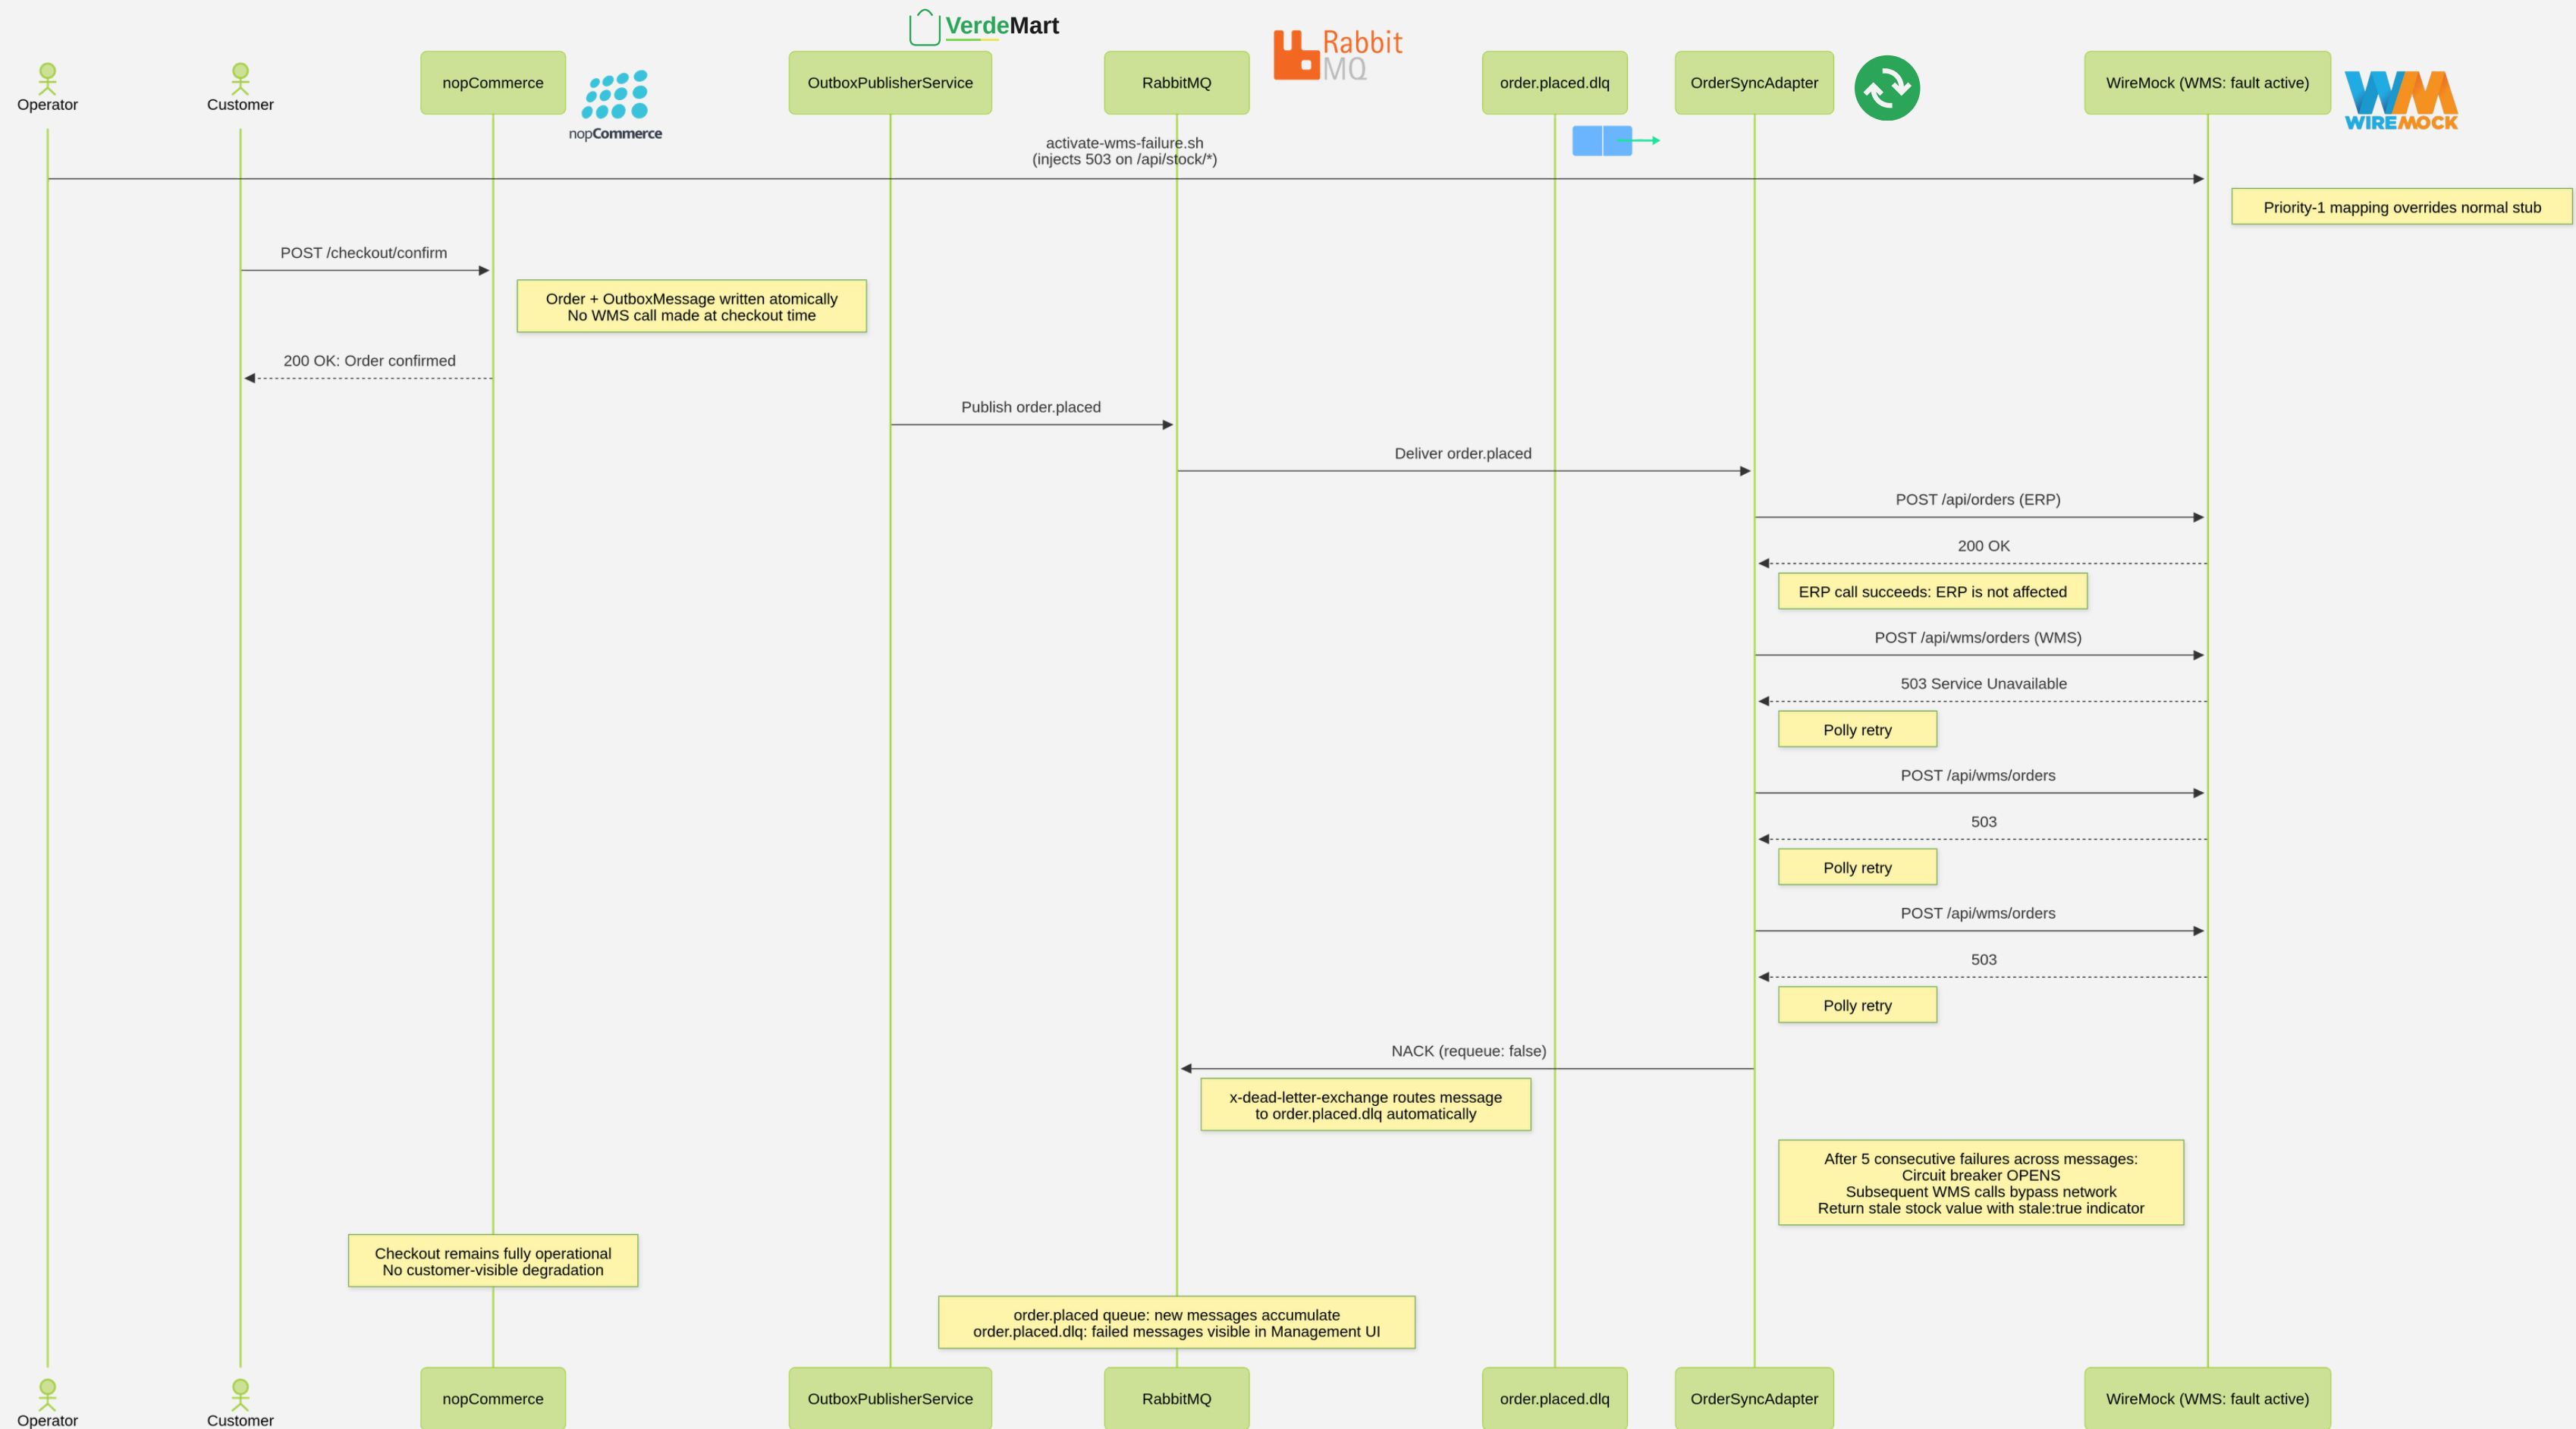 VerdeMart
Rabbit
MQ
Operator
Customer
nopCommerce
nopCommerce
OutboxPublisherService
RabbitMQ
order.placed.dlq
OrderSyncAdapter
WireMock (WMS: fault active)
WM
WIREMOCK
activate-wms-failure.sh
(injects 503 on /api/stock/*)
Priority-1 mapping overrides normal stub
POST /checkout/confirm
Order + OutboxMessage written atomically
No WMS call made at checkout time
200 OK: Order confirmed
Publish order.placed
Deliver order.placed
POST /api/orders (ERP)
200 OK
ERP call succeeds: ERP is not affected
POST /api/wms/orders (WMS)
503 Service Unavailable
Polly retry
POST /api/wms/orders
503
Polly retry
POST /api/wms/orders
503
Polly retry
NACK (requeue: false)
x-dead-letter-exchange routes message
to order.placed.dlq automatically
After 5 consecutive failures across messages:
Circuit breaker OPENS
Subsequent WMS calls bypass network
Return stale stock value with stale:true indicator
Checkout remains fully operational
No customer-visible degradation
order.placed queue: new messages accumulate
order.placed.dlq: failed messages visible in Management UI
Operator
Customer
nopCommerce
OutboxPublisherService
RabbitMQ
order.placed.dlq
OrderSyncAdapter
WireMock (WMS: fault active)